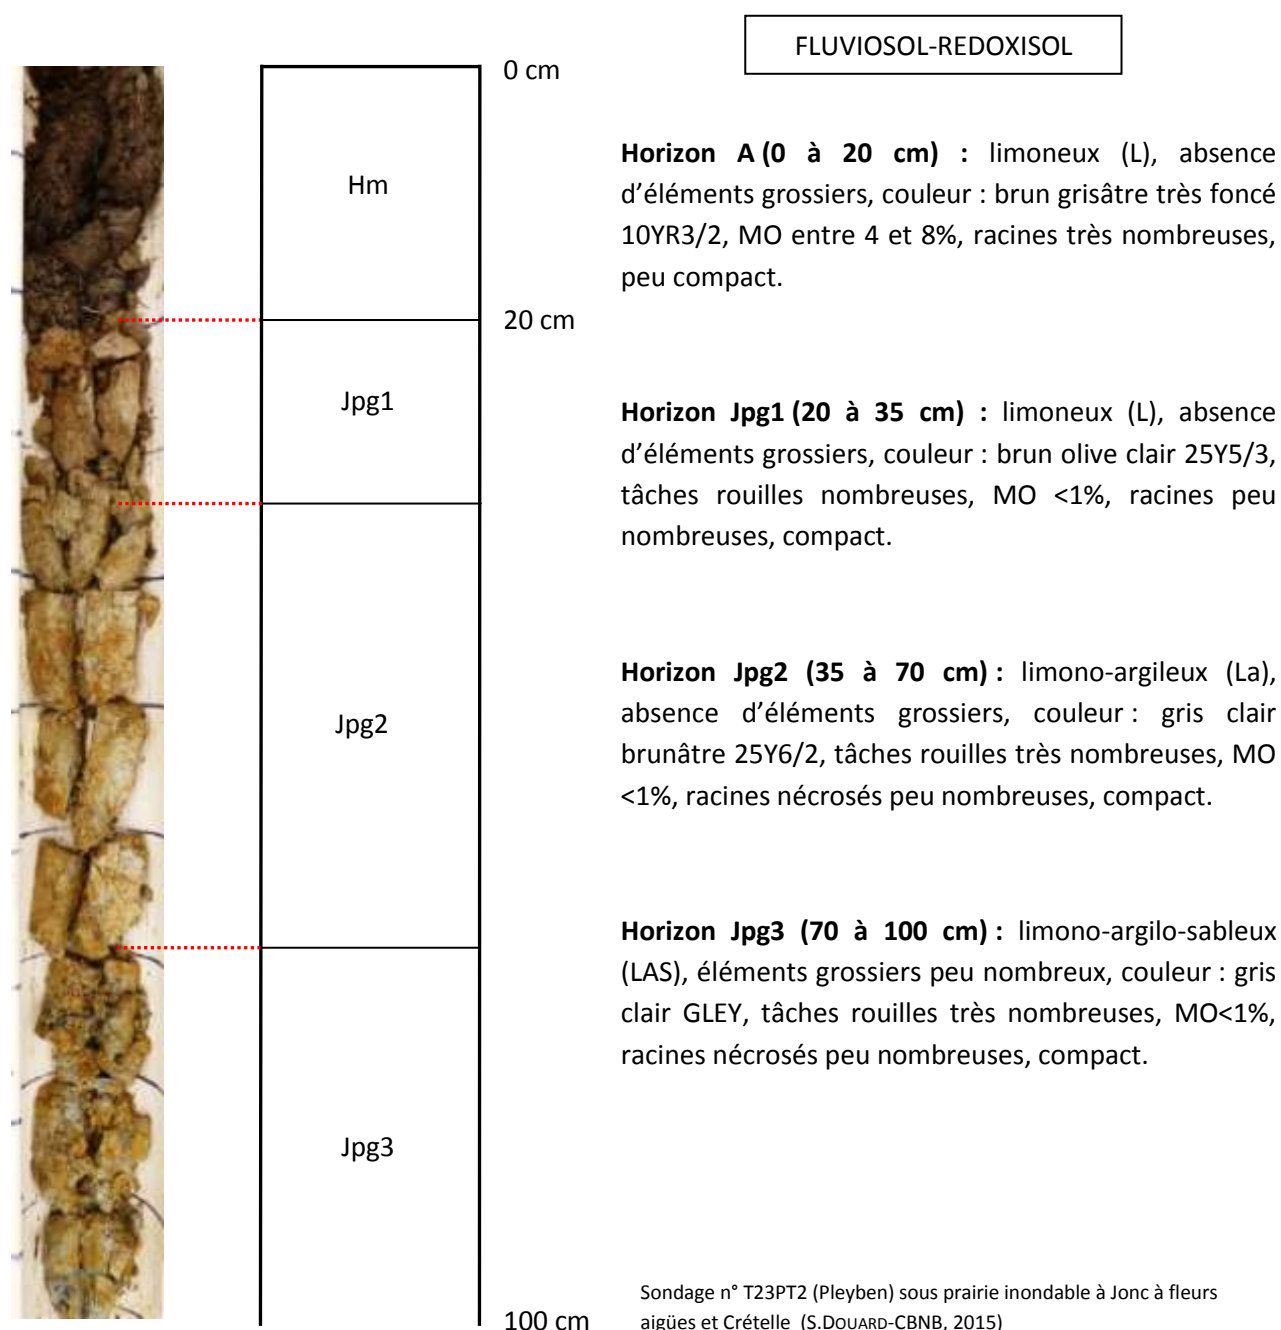 FLUVIOSOL-REDOXISOL
0 cm
Hm
20 cm
Jpg1
Jpg2
Jpg3
100 cm
Horizon A (0 à 20 cm) : limoneux (L), absence
d’éléments grossiers, couleur : brun grisâtre très foncé
10YR3/2, MO entre 4 et 8%, racines très nombreuses,
peu compact.
Horizon Jpg1 (20 à 35 cm) : limoneux (L), absence
d’éléments grossiers, couleur : brun olive clair 25Y5/3,
tâches rouilles nombreuses, MO <1%, racines peu
nombreuses, compact.
Horizon Jpg2 (35 à 70 cm) : limono-argileux (La),
absence d’éléments grossiers, couleur : gris clair
brunâtre 25Y6/2, tâches rouilles très nombreuses, MO
<1%, racines nécrosés peu nombreuses, compact.
Horizon Jpg3 (70 à 100 cm) : limono-argilo-sableux
(LAS), éléments grossiers peu nombreux, couleur : gris
clair GLEY, tâches rouilles très nombreuses, MO<1%,
racines nécrosés peu nombreuses, compact.
Sondage n° T23PT2 (Pleyben) sous prairie inondable à Jonc à fleurs
aigües et Crételle (S.DOUARD-CBNB, 2015)